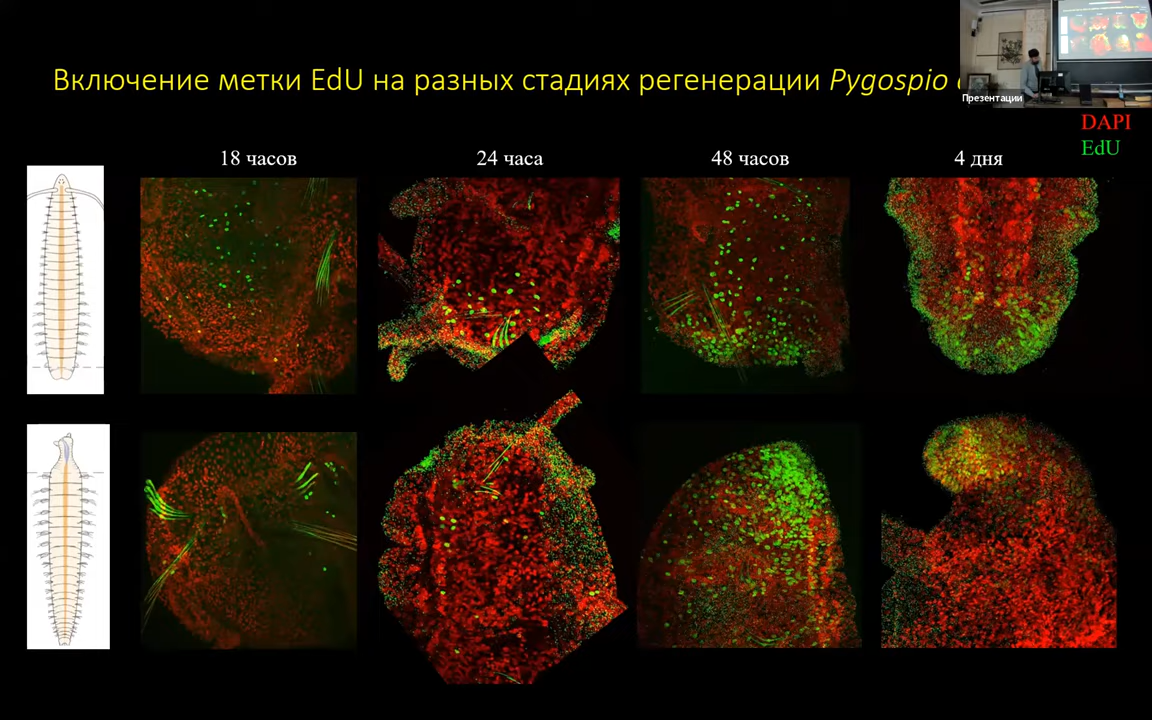 Включение метки EdU на разных стадиях регенерации Pygospio
Презентации
DAPI
EdU
18 часов
24 часа
48 часов
4 дня